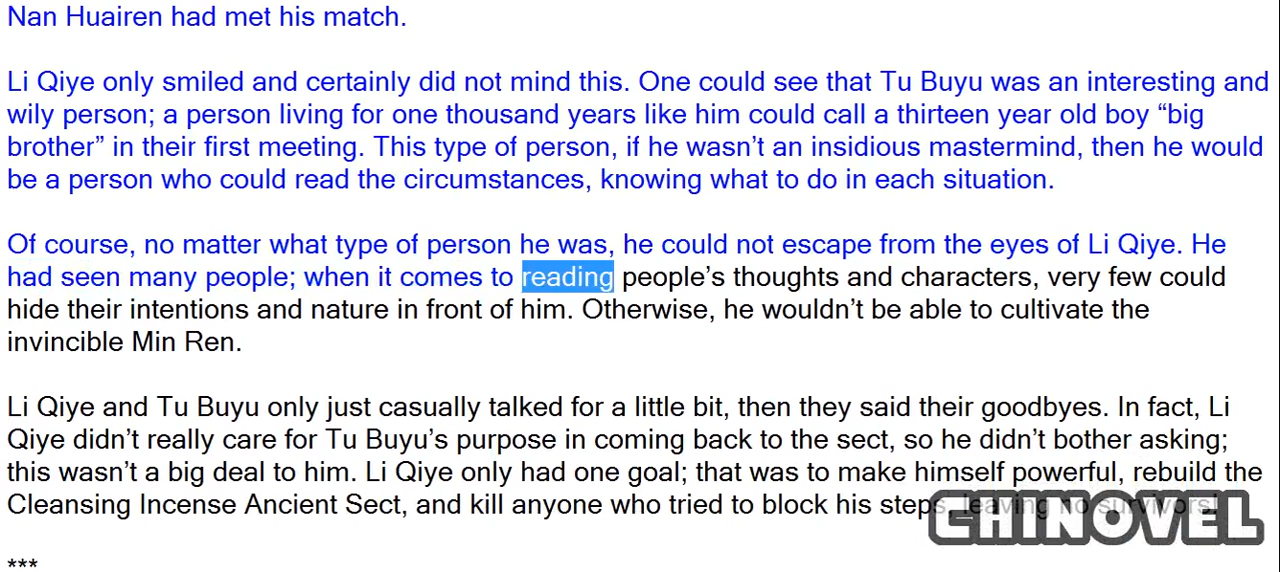 Nan Huairen had met his match.
Li Qiye only smiled and certainly did not mind this. One could see that Tu Buyu was an interesting and
wily person; a person living for one thousand years like him could call a thirteen year old boy “big
brother” in their first meeting. This type of person, if he wasn’t an insidious mastermind, then he would
be a person who could read the circumstances, knowing what to do in each situation.
Of course, no matter what type of person he was, he could not escape from the eyes of Li Qiye. He
had seen many people; when it comes to reading people’s thoughts and characters, very few could
hide their intentions and nature in front of him. Otherwise, he wouldn’t be able to cultivate the
invincible Min Ren.
Li Qiye and Tu Buyu only just casually talked for a little bit, then they said their goodbyes. In fact, Li
Qiye didn’t really care for Tu Buyu’s purpose in coming back to the sect, so he didn’t bother asking;
this wasn’t a big deal to him. Li Qiye only had one goal; that was to make himself powerful, rebuild the
Cleansing Incense Ancient Sect, and kill anyone who tried to block his steps, leaving no survivors!
CHINOVEL
***